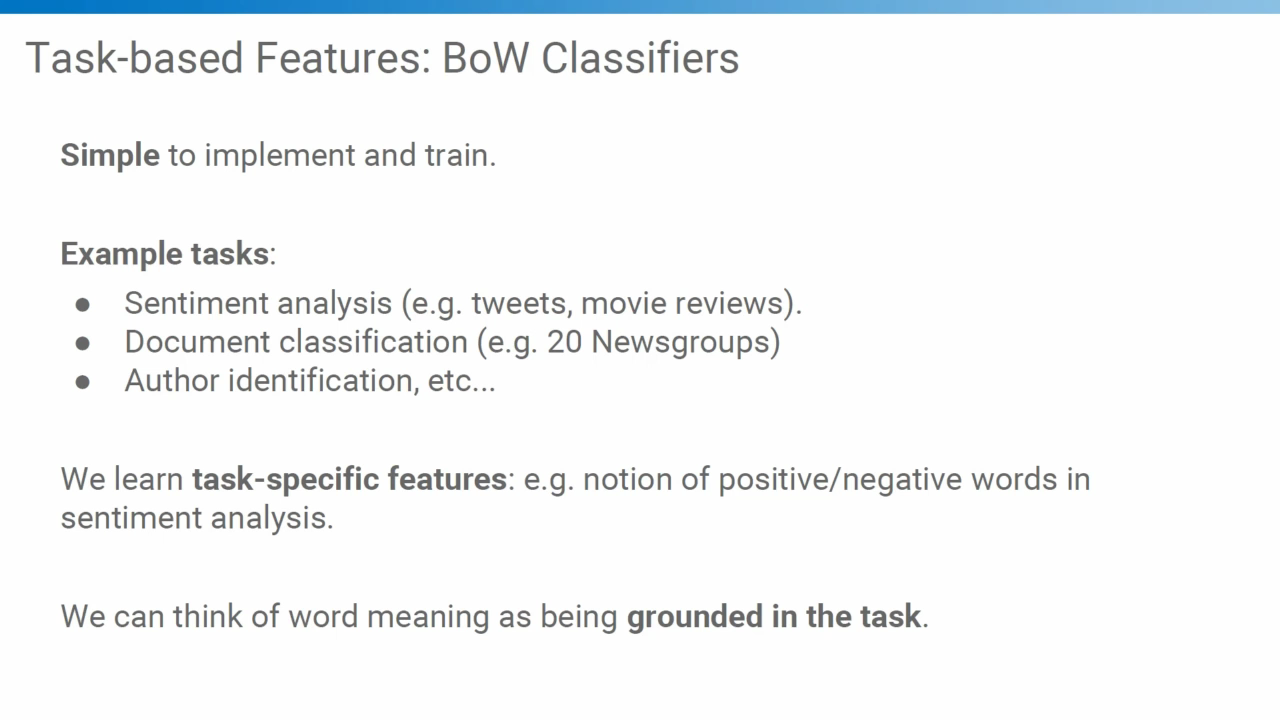 Task-based Features: BoW Classifiers
Simple to implement and train.
Example tasks:
● Sentiment analysis (e.g. tweets, movie reviews).
● Document classification (e.g. 20 Newsgroups)
● Author identification, etc...
We learn task-specific features: e.g. notion of positive/negative words in
sentiment analysis.
We can think of word meaning as being grounded in the task.